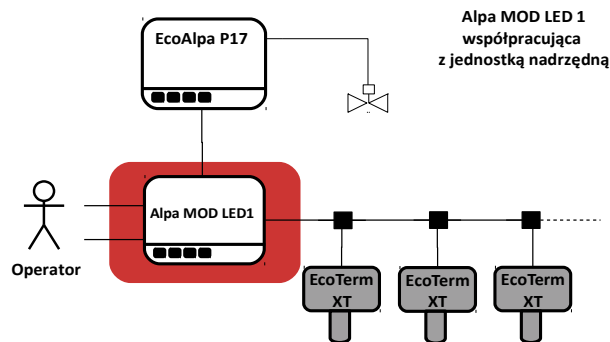 EcoAlpa P17
Alpa MOD LED 1
współpracująca
z jednostką nadrzędną
Alpa MOD LED1
Operator
EcoTerm
XT
EcoTerm
XT
EcoTerm
XT